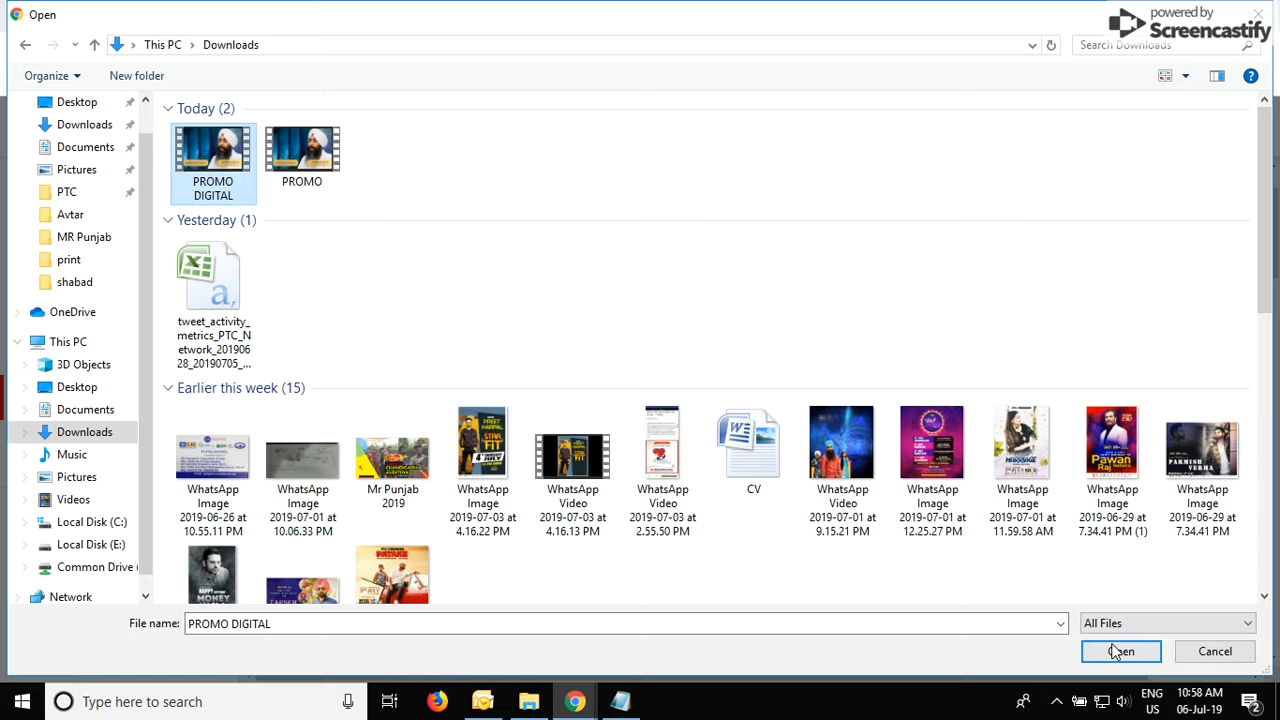 Open
powered by
Screencastify
This PC
Downloads
Search Downloads
Organize
New folder
Desktop
Downloads
Documents
Pictures
PTC
Avtar
MR Punjab
print
shabad
OneDrive
This PC
3D Objects
Desktop
Documents
Downloads
Music
Pictures
Videos
Local Disk (C:)
Local Disk (E:)
Common Drive (
Network
Today (2)
PROMO
DIGITAL
PROMO
Yesterday (1)
tweet_activity_
metrics_PTC_N
etwork_201906
28_20190705_...
Earlier this week (15)
WhatsApp
Image
2019-06-26 at
10.55.11 PM
WhatsApp
Image
2019-07-01 at
10.06.33 PM
Mr Punjab
2019
WhatsApp
Image
2019-07-03 at
4.16.22 PM
WhatsApp
Video
2019-07-03 at
4.16.13 PM
WhatsApp
Video
2019-07-03 at
2.55.50 PM
CV
WhatsApp
Video
2019-07-01 at
9.15.21 PM
WhatsApp
Image
2019-07-01 at
12.25.27 PM
WhatsApp
Image
2019-07-01 at
11.59.58 AM
WhatsApp
Image
2019-06-29 at
7.34.41 PM (1)
WhatsApp
Image
2019-06-29 at
7.34.41 PM
File name:
PROMO DIGITAL
All Files
Open
Cancel
Type here to search
ENG
US
10:58 AM
06-Jul-19
2